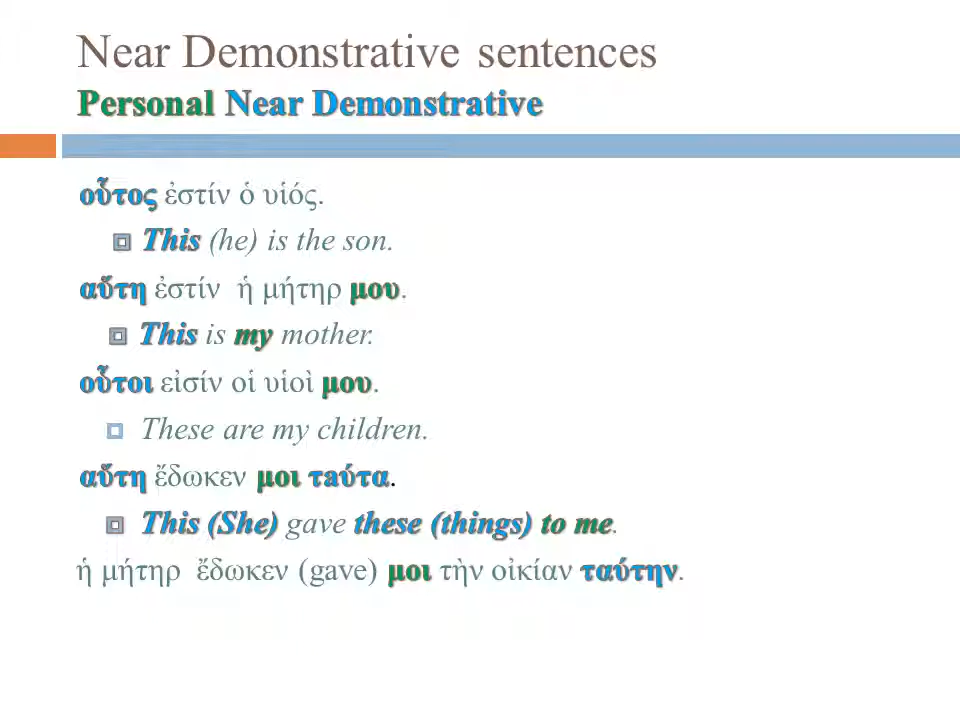 Near Demonstrative sentences
Personal Near Demonstrative
οὗτος ἐστίν ὁ υἱός.
This (he) is the son.
αὕτη ἐστίν ἡ μήτηρ μου.
This is my mother.
οὗτοι εἰσίν οἱ υἱοὶ μου.
These are my children.
αὕτη ἔδωκεν μοι ταύτα.
This (She) gave these (things) to me.
ἡ μήτηρ ἔδωκεν (gave) μοι τὴν οἰκίαν ταύτην.